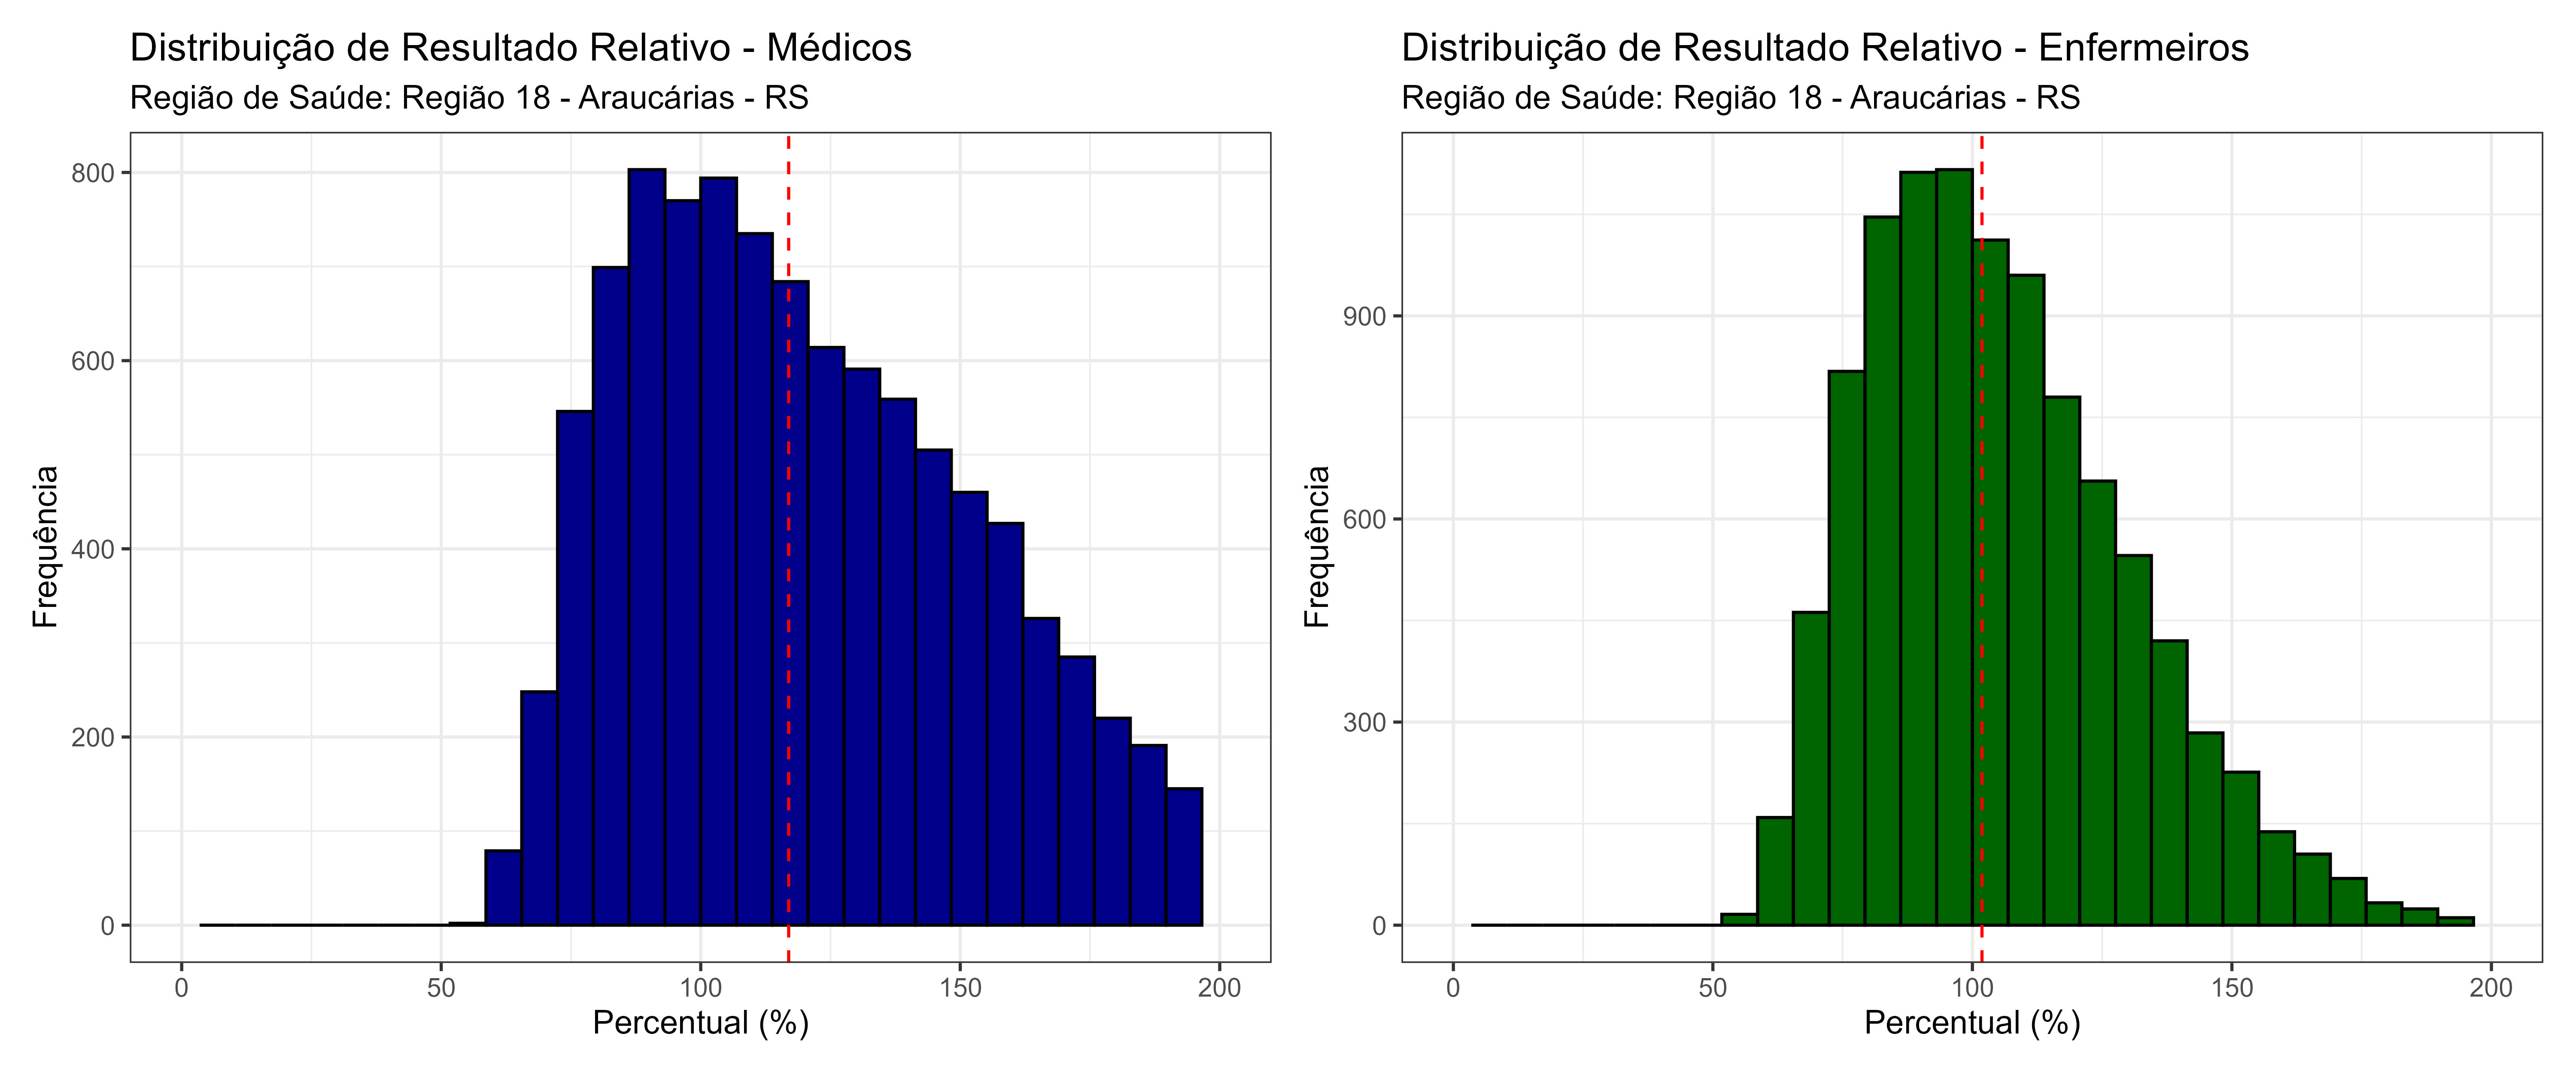 Distribuição de Resultado Relativo - Médicos
Região de Saúde: Região 18 - Araucárias - RS
Frequência
800
600
400
200
0
0 50 100 150 200
Percentual (%)
Distribuição de Resultado Relativo - Enfermeiros
Região de Saúde: Região 18 - Araucárias - RS
Frequência
900
600
300
0
0 50 100 150 200
Percentual (%)